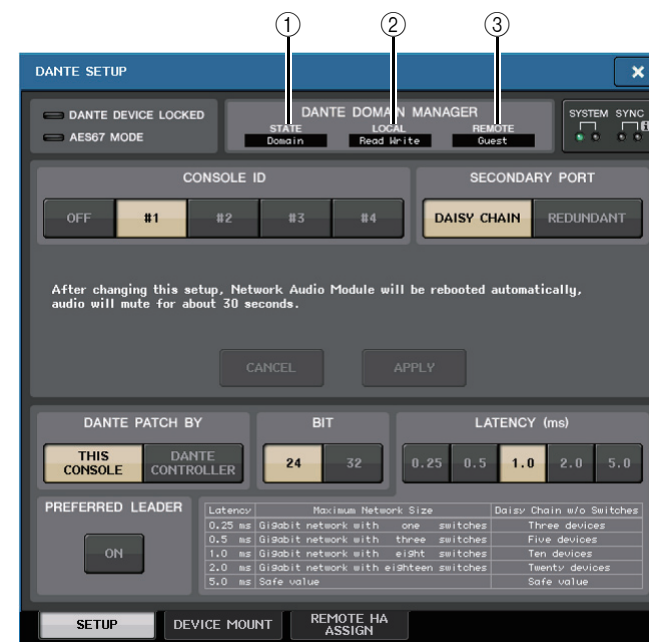 ① ② ③
DANTE SETUP
DANTE DEVICE LOCKED
AES67 MODE
DANTE DOMAIN MANAGER
STATE LOCAL REMOTE
Domain Read Write Guest
SYSTEM SYNC
CONSOLE ID
OFF #1 #2 #3 #4
SECONDARY PORT
DAISY CHAIN REDUNDANT
After changing this setup, Network Audio Module will be rebooted automatically,
audio will mute for about 30 seconds.
CANCEL APPLY
DANTE PATCH BY
THIS CONSOLE DANTE CONTROLLER
BIT
24 32
LATENCY (ms)
0.25 0.5 1.0 2.0 5.0
PREFERRED LEADER
ON
Latency Maximum Network Size Daisy Chain w/o Switches
0.25 ms Gigabit network with one switches Three devices
0.5 ms Gigabit network with three switches Five devices
1.0 ms Gigabit network with eight switches Ten devices
2.0 ms Gigabit network with eighteen switches Twenty devices
5.0 ms Safe value Safe value
SETUP DEVICE MOUNT REMOTE HA ASSIGN